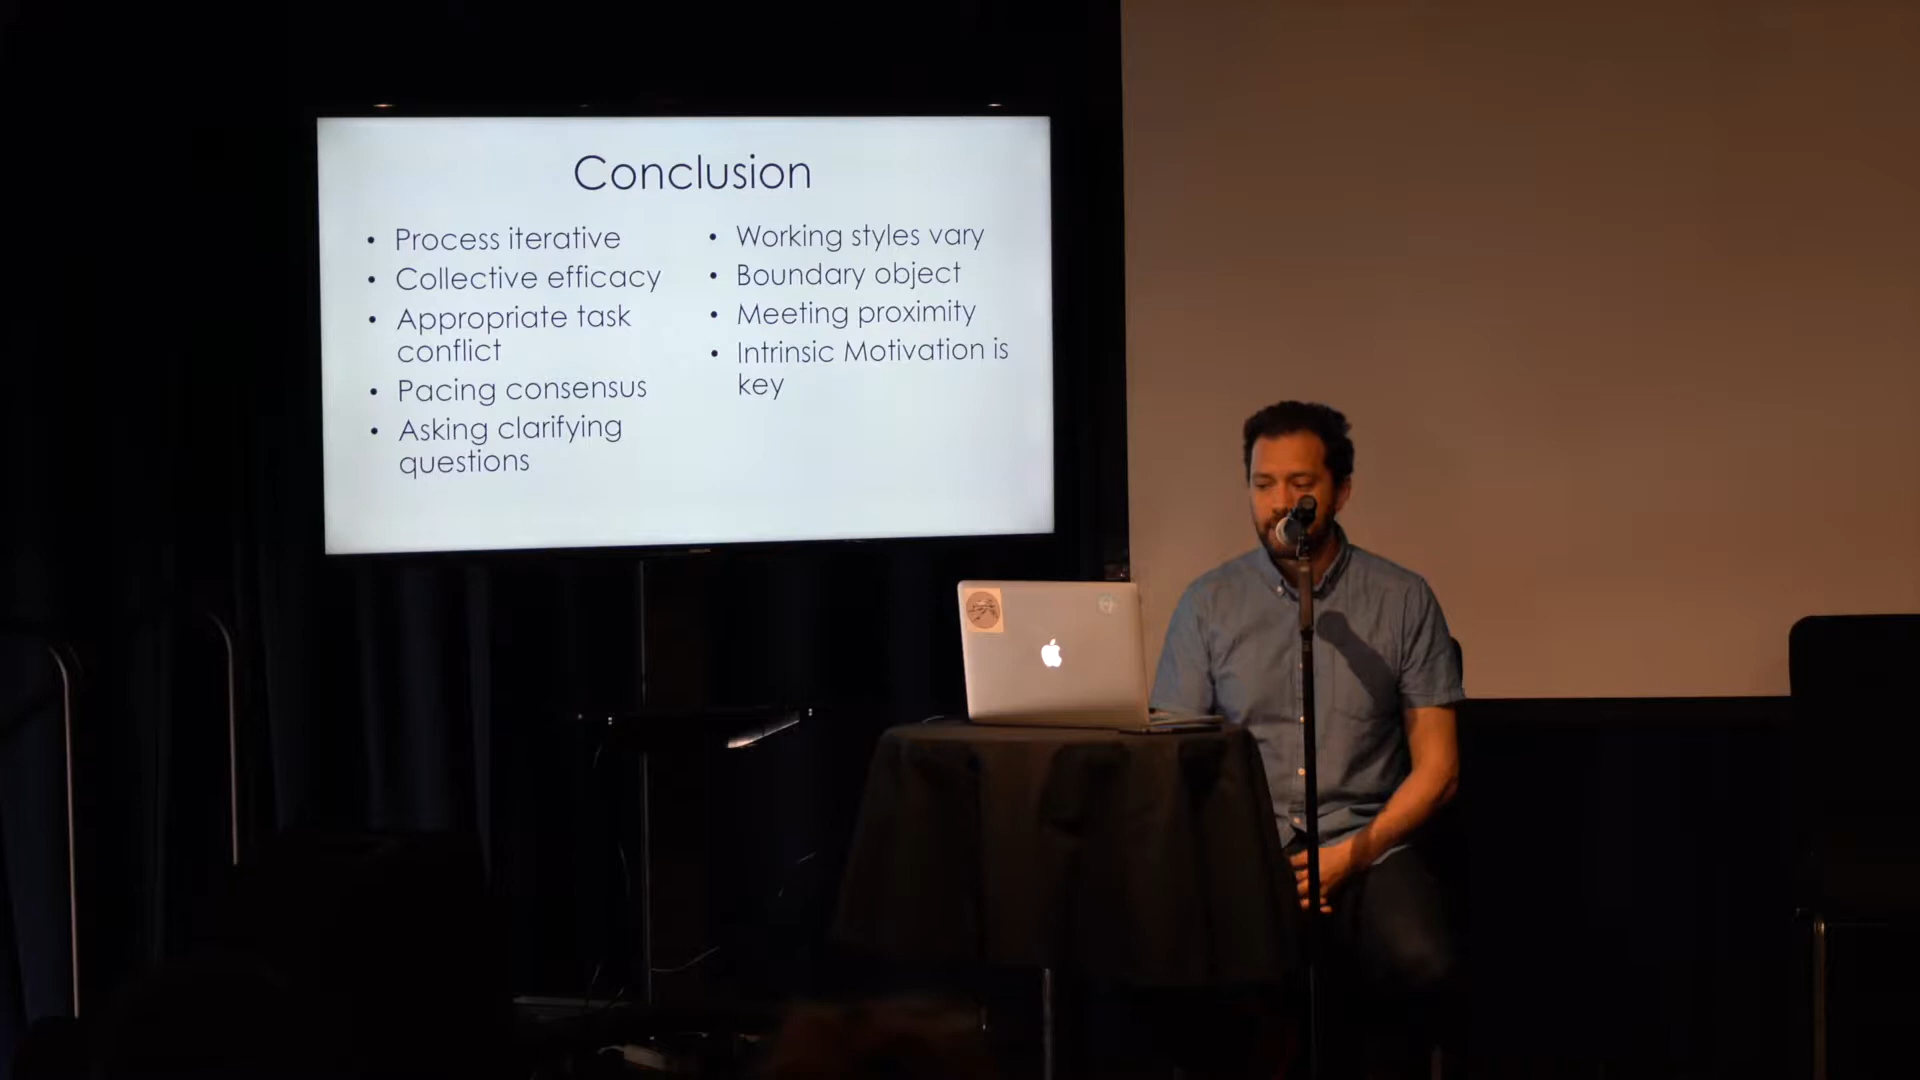 Conclusion
• Process iterative
• Collective efficacy
• Appropriate task
conflict
• Pacing consensus
• Asking clarifying
questions
• Working styles vary
• Boundary object
• Meeting proximity
• Intrinsic Motivation is
key